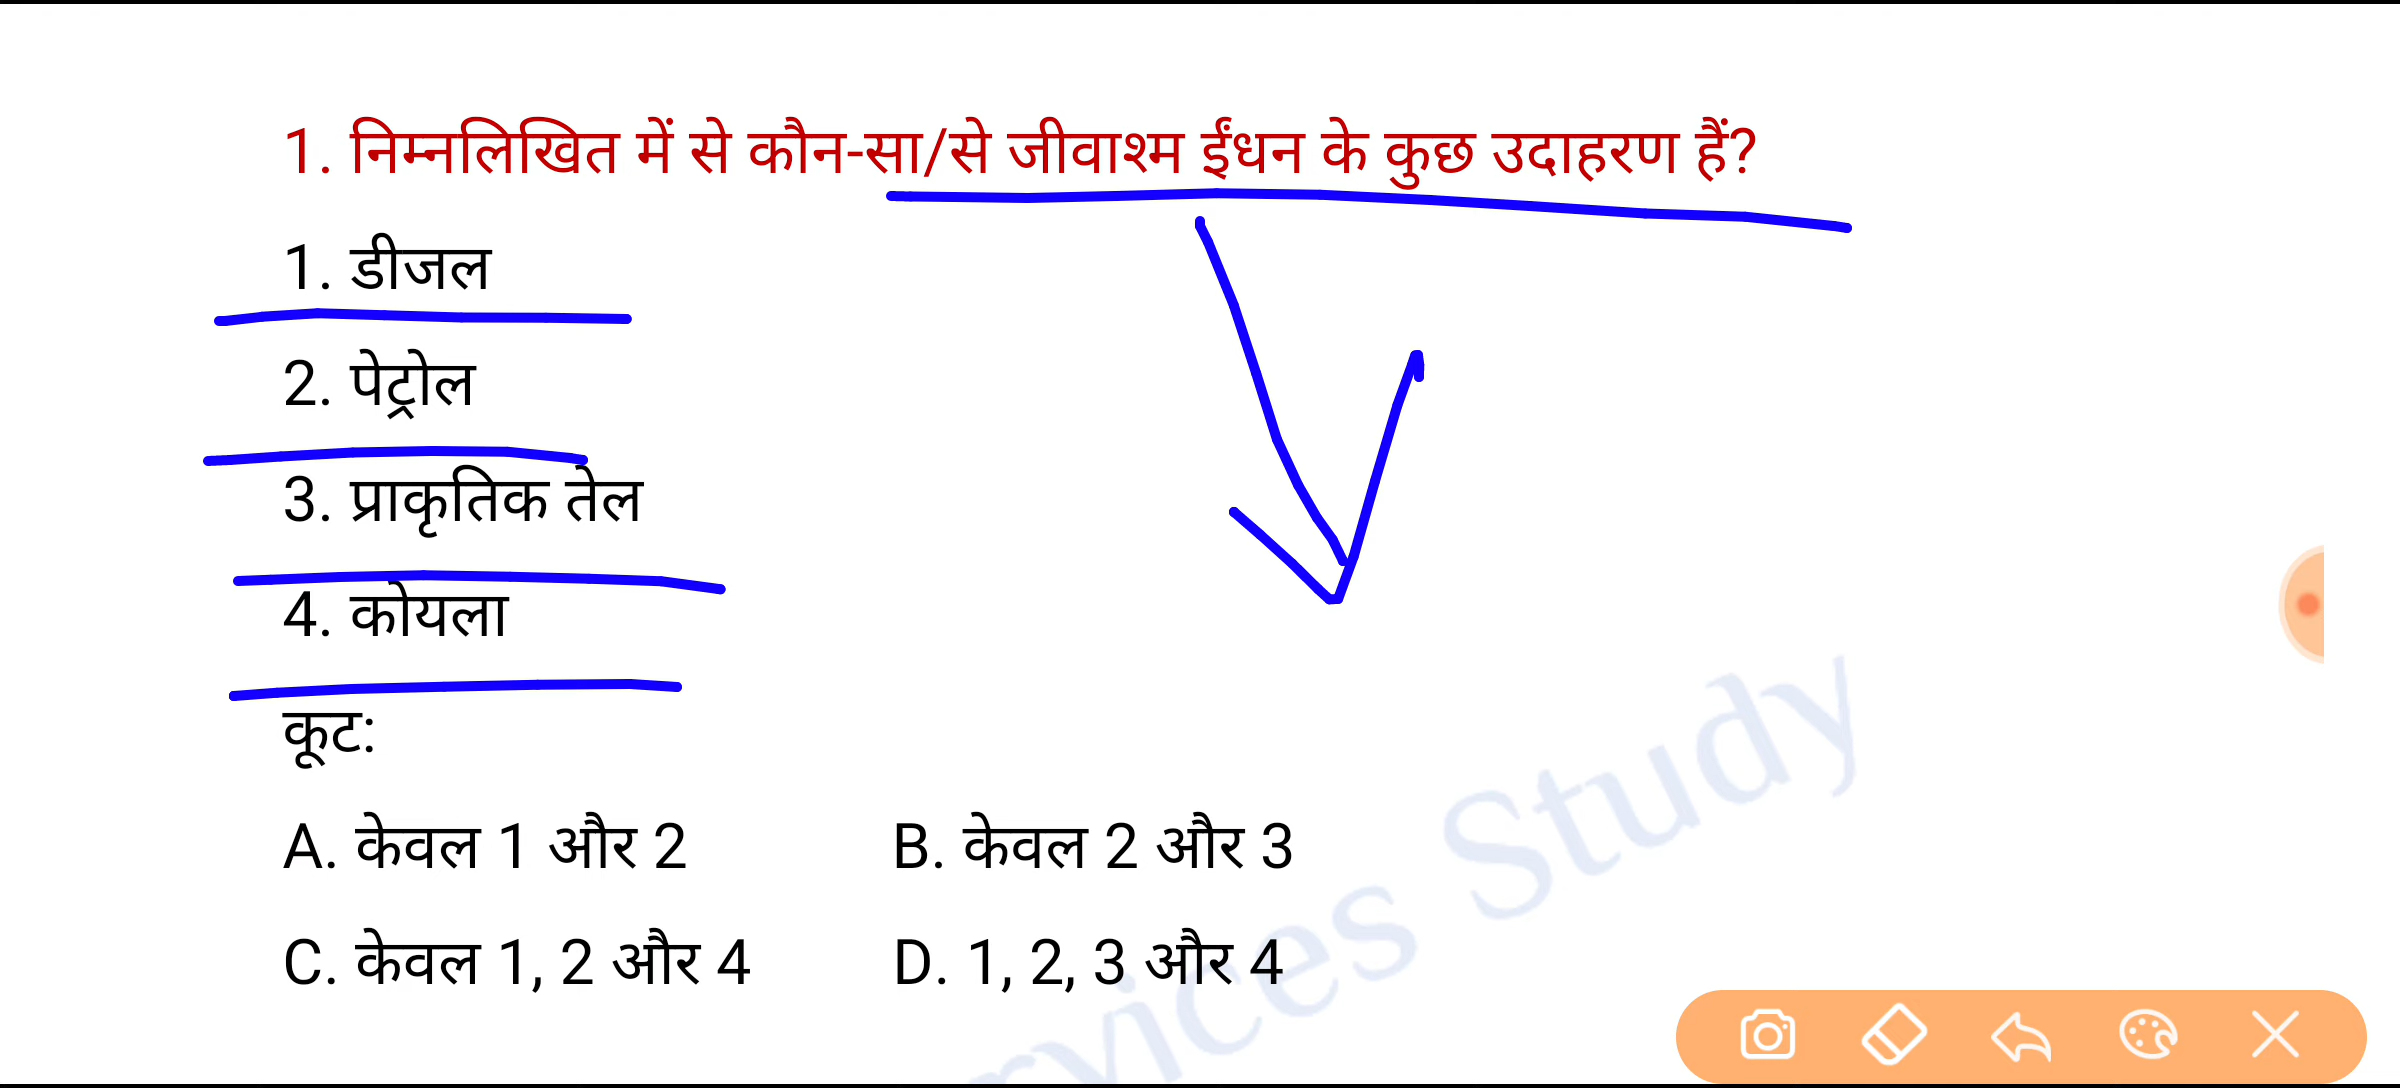 1. निम्नलिखित में से कौन-सा/से जीवाश्म ईंधन के कुछ उदाहरण हैं?
1. डीजल
2. पेट्रोल
3. प्राकृतिक तेल
4. कोयला
कूट:
A. केवल 1 और 2 B. केवल 2 और 3
C. केवल 1, 2 और 4 D. 1, 2, 3 और 4
Study